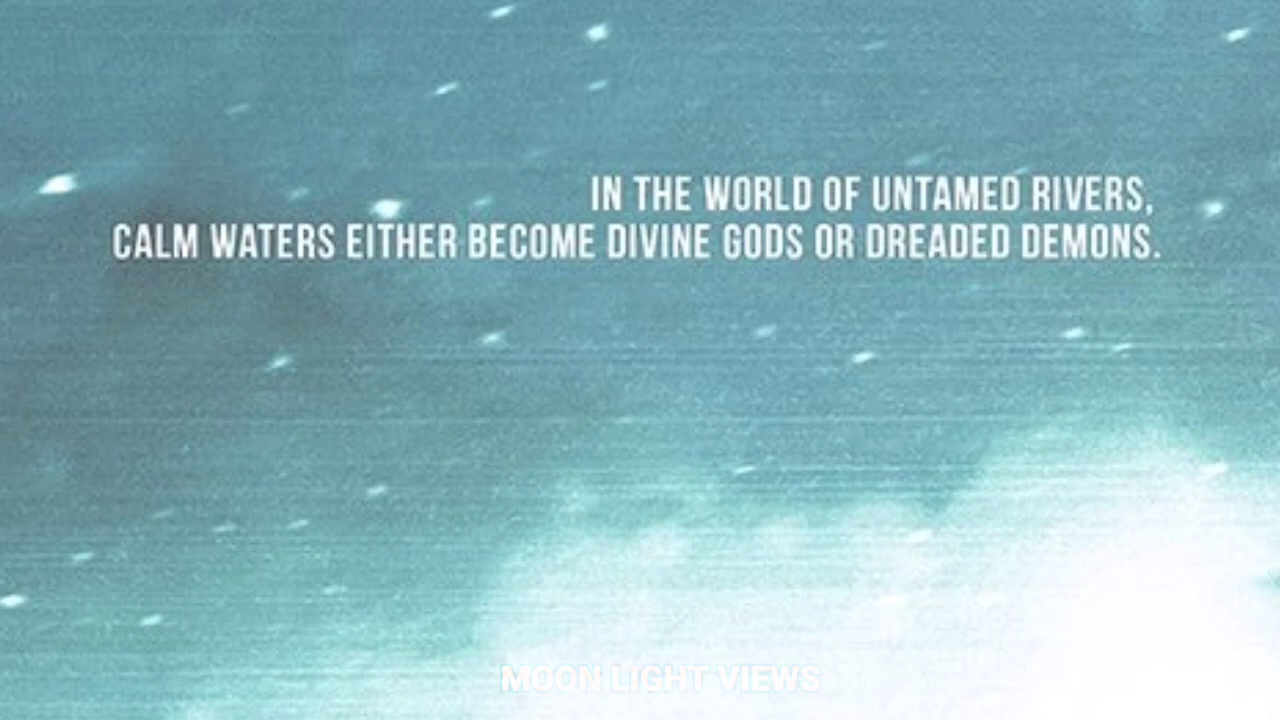 IN THE WORLD OF UNTAMED RIVERS,
CALM WATERS EITHER BECOME DIVINE GODS OR DREADED DEMONS.
MOON LIGHT VIEWS